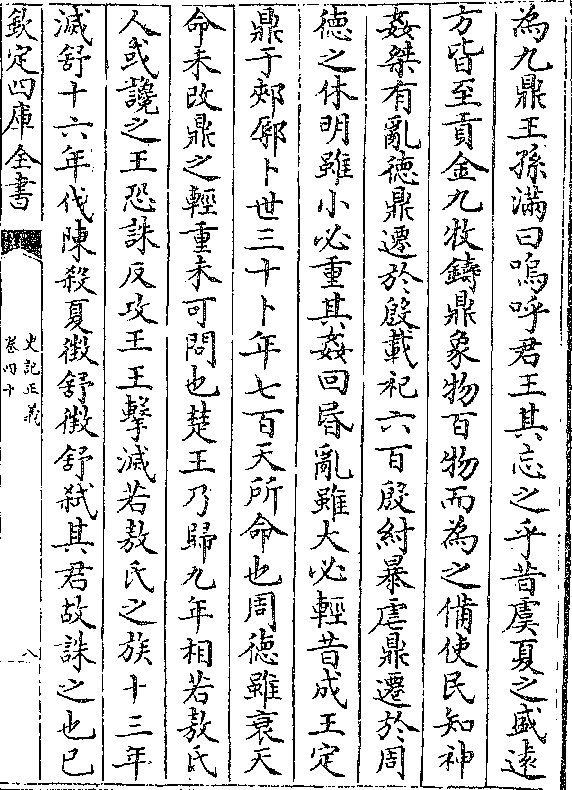 為九鼎王孫滿曰嗚呼君王其忘之乎昔虞夏之盛逺
方皆至貢金九牧鑄鼎象物百物而為之備使民知神
姦桀有亂德鼎遷於殷載祀六百殷紂暴虐鼎遷於周
德之休明雖小必重其姦回昏亂雖大必輕昔成王定
鼎于郟鄏卜世三十卜年七百天所命也周德雖衰天
命未改鼎之輕重未可問也楚王乃歸九年相若敖氏
人或讒之王恐誅反攻王王擊滅若敖氏之族十三年
滅舒十六年伐陳殺夏徴舒徴舒弑其君故誅之也已
欽定四庫全書
史記正義
卷四十
八